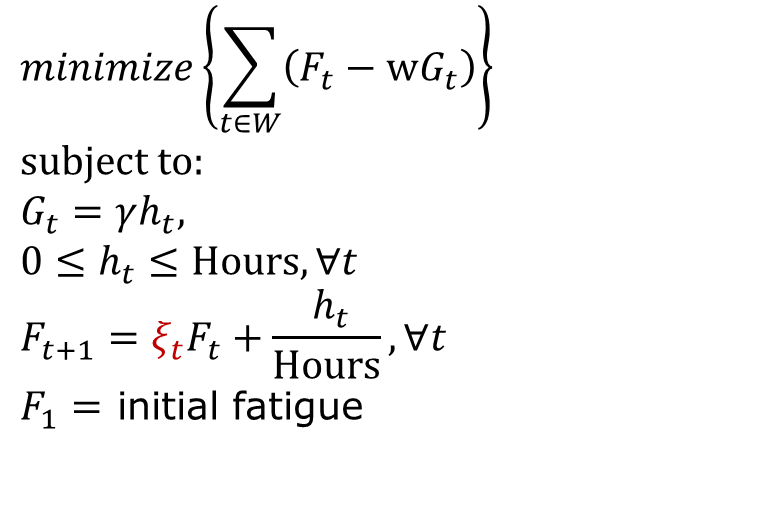 minimize {∑_{t∈W} (F_t − wG_t)}
subject to:
G_t = γh_t,
0 ≤ h_t ≤ Hours, ∀t
F_{t+1} = ξ_t F_t + h_t / Hours, ∀t
F_1 = initial fatigue